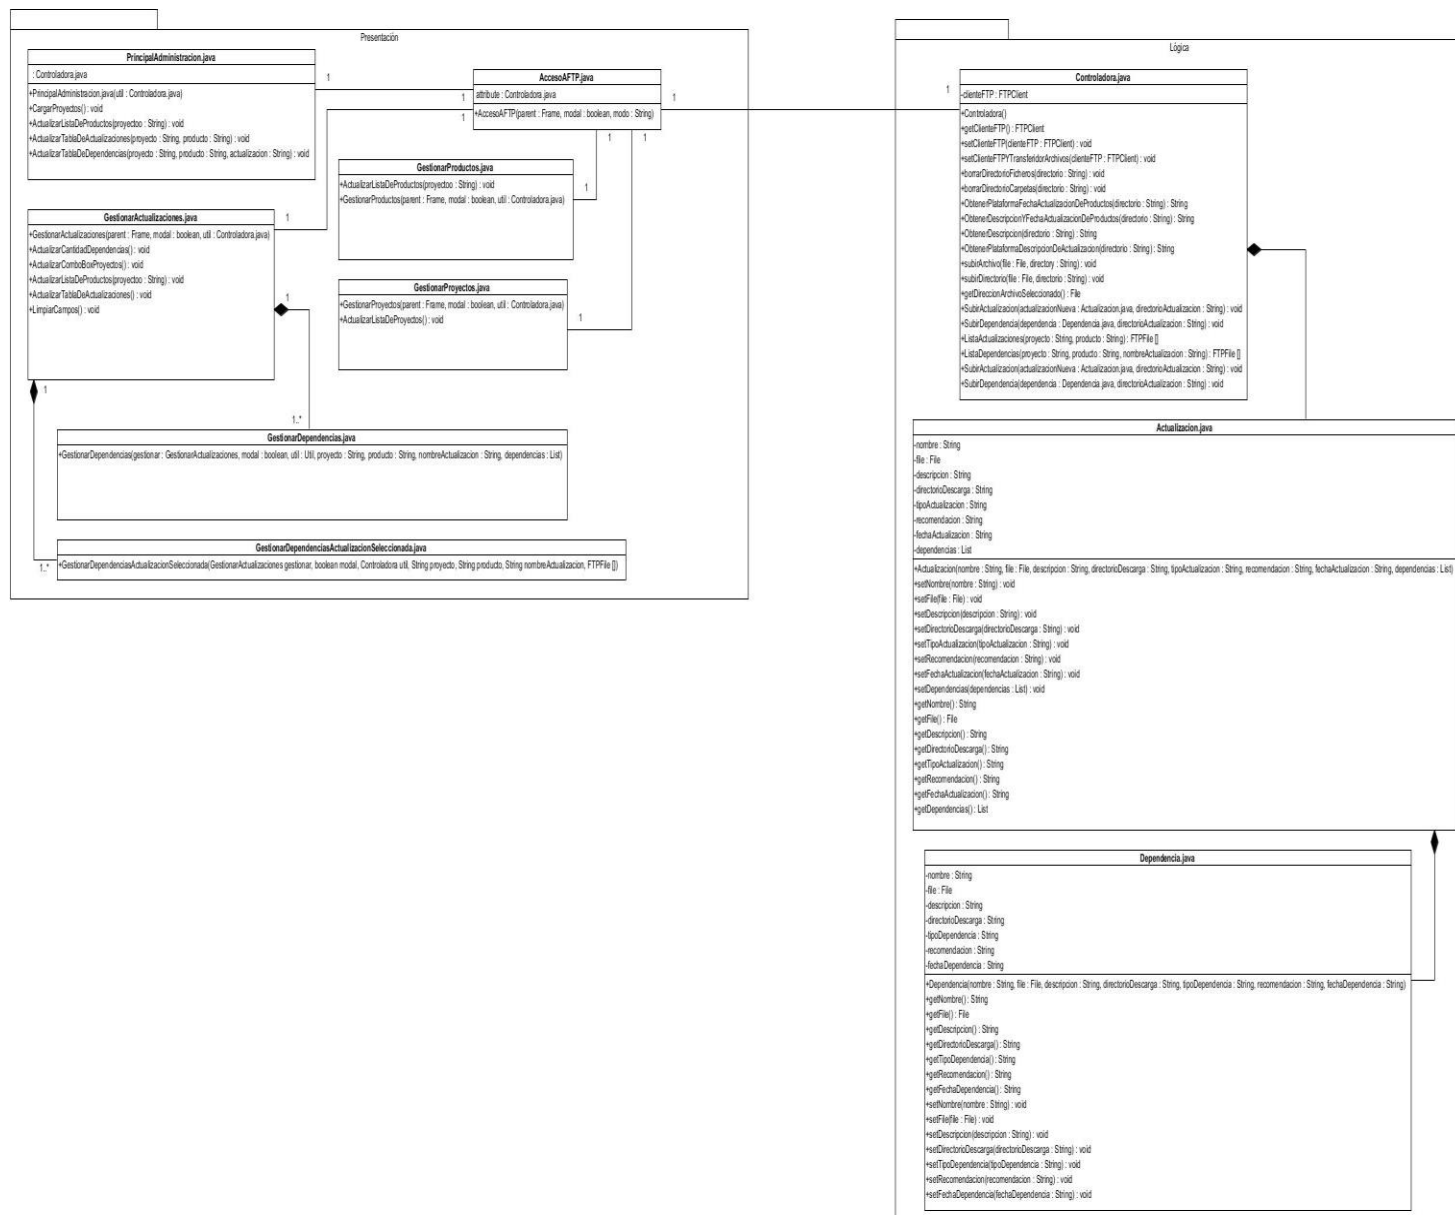 Presentación
PrincipalAdministracion.java
: Controladora.java
+PrincipalAdministracion.java(util : Controladora.java)
+CargarProyectos() : void
+ActualizarListaDeProductos(proyectoo : String) : void
+ActualizarTablaDeActualizaciones(proyecto : String, producto : String) : void
+ActualizarTablaDeDependencias(proyecto : String, producto : String, actualizacion : String) : void
1
1
1
AccesoAFTP.java
attribute : Controladora.java
+AccesoAFTP(parent : Frame, modal : boolean, modo : String)
1
1
1
1
GestionarProductos.java
+ActualizarListaDeProductos(proyectoo : String) : void
+GestionarProductos(parent : Frame, modal : boolean, util : Controladora.java)
1
GestionarActualizaciones.java
+GestionarActualizaciones(parent : Frame, modal : boolean, util : Controladora.java)
+ActualizarCantidadDependencias() : void
+ActualizarComboBoxProyectos() : void
+ActualizarListaDeProductos(proyectoo : String) : void
+ActualizarTablaDeActualizaciones() : void
+LimpiarCampos() : void
1
1
1
GestionarProyectos.java
+GestionarProyectos(parent : Frame, modal : boolean, util : Controladora.java)
+ActualizarListaDeProyectos() : void
1
1..*
GestionarDependencias.java
+GestionarDependencias(gestionar : GestionarActualizaciones, modal : boolean, util : Util, proyecto : String, producto : String, nombreActualizacion : String, dependencias : List)
1..*
GestionarDependenciasActualizacionSeleccionada.java
+GestionarDependenciasActualizacionSeleccionada(GestionarActualizaciones gestionar, boolean modal, Controladora util, String proyecto, String producto, String nombreActualizacion, FTPFile [])
Lógica
Controladora.java
-clienteFTP : FTPClient
+Controladora()
+getClienteFTP() : FTPClient
+setClienteFTP(clienteFTP : FTPClient) : void
+setClienteFTPYTransferidorArchivos(clienteFTP : FTPClient) : void
+borrarDirectorioFicheros(directorio : String) : void
+borrarDirectorioCarpetas(directorio : String) : void
+ObtenerPlataformaFechaActualizacionDeProductos(directorio : String) : String
+ObtenerDescripcionYFechaActualizacionDeProductos(directorio : String) : String
+ObtenerDescripcion(directorio : String) : String
+ObtenerPlataformaDescripcionDeActualizacion(directorio : String) : String
+subirArchivo(file : File, directory : String) : void
+subirDirectorio(file : File, directorio : String) : void
+getDireccionArchivoSeleccionado() : File
+SubirActualizacion(actualizacionNueva : Actualizacion.java, directorioActualizacion : String) : void
+SubirDependencia(dependencia : Dependencia.java, directorioActualizacion : String) : void
+ListaActualizaciones(proyecto : String, producto : String) : FTPFile []
+ListaDependencias(proyecto : String, producto : String, nombreActualizacion : String) : FTPFile []
+SubirActualizacion(actualizacionNueva : Actualizacion.java, directorioActualizacion : String) : void
+SubirDependencia(dependencia : Dependencia.java, directorioActualizacion : String) : void
Actualizacion.java
-nombre : String
-file : File
-descripcion : String
-directorioDescarga : String
-tipoActualizacion : String
-recomendacion : String
-fechaActualizacion : String
-dependencias : List
+Actualizacion(nombre : String, file : File, descripcion : String, directorioDescarga : String, tipoActualizacion : String, recomendacion : String, fechaActualizacion : String, dependencias : List)
+setNombre(nombre : String) : void
+setFile(file : File) : void
+setDescripcion(descripcion : String) : void
+setDirectorioDescarga(directorioDescarga : String) : void
+setTipoActualizacion(tipoActualizacion : String) : void
+setRecomendacion(recomendacion : String) : void
+setFechaActualizacion(fechaActualizacion : String) : void
+setDependencias(dependencias : List) : void
+getNombre() : String
+getFile() : File
+getDescripcion() : String
+getDirectorioDescarga() : String
+getTipoActualizacion() : String
+getRecomendacion() : String
+getFechaActualizacion() : String
+getDependencias() : List
Dependencia.java
-nombre : String
-file : File
-descripcion : String
-directorioDescarga : String
-tipoDependencia : String
-recomendacion : String
-fechaDependencia : String
+Dependencia(nombre : String, file : File, descripcion : String, directorioDescarga : String, tipoDependencia : String, recomendacion : String, fechaDependencia : String)
+getNombre() : String
+getFile() : File
+getDescripcion() : String
+getDirectorioDescarga() : String
+getTipoDependencia() : String
+getRecomendacion() : String
+getFechaDependencia() : String
+setNombre(nombre : String) : void
+setFile(file : File) : void
+setDescripcion(descripcion : String) : void
+setDirectorioDescarga(directorioDescarga : String) : void
+setTipoDependencia(tipoDependencia : String) : void
+setRecomendacion(recomendacion : String) : void
+setFechaDependencia(fechaDependencia : String) : void